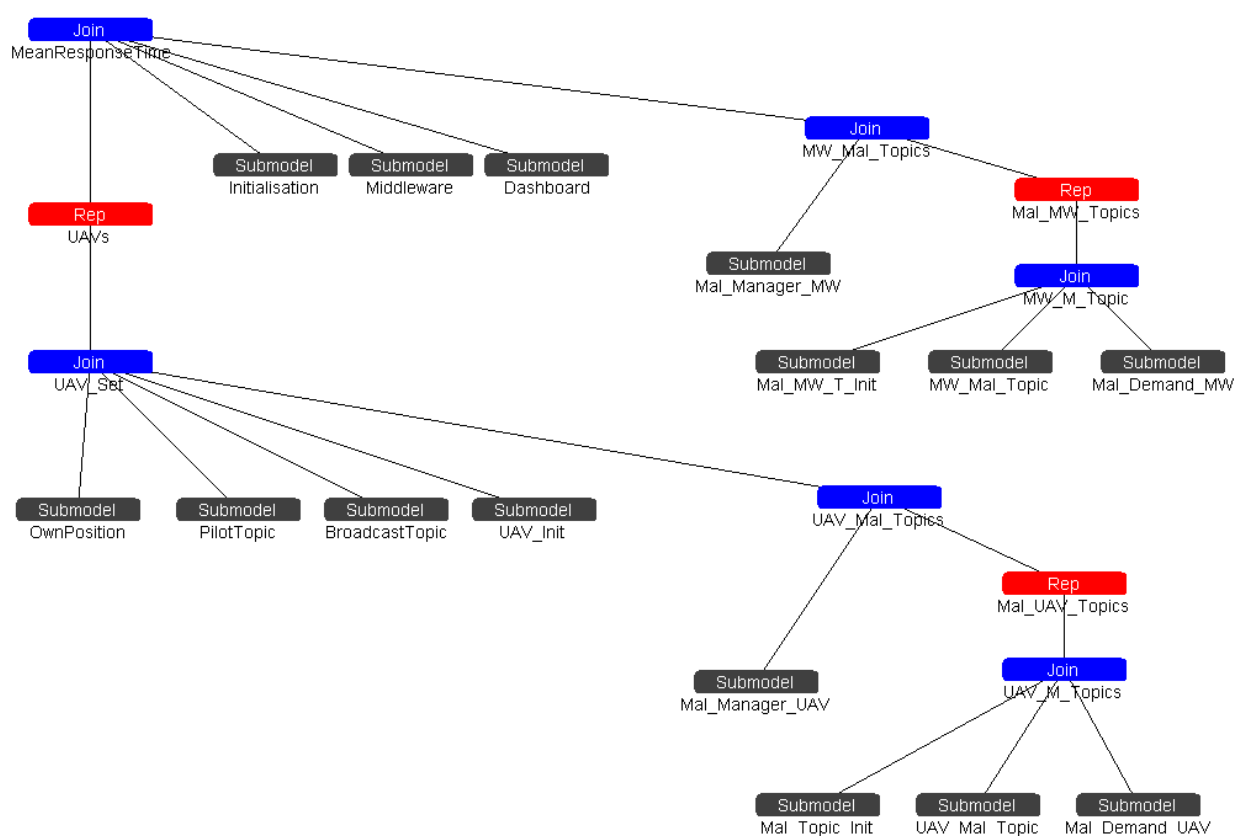 Join
MeanResponseTime
Join
MW_Mal_Topics
Submodel
Initialisation
Submodel
Middleware
Submodel
Dashboard
Rep
Mal_MW_Topics
Rep
UAVs
Submodel
Mal_Manager_MW
Join
MW_M_Topic
Join
UAV_Set
Submodel
Mal_MW_T_Init
Submodel
MW_Mal_Topic
Submodel
Mal_Demand_MW
Submodel
OwnPosition
Submodel
PilotTopic
Submodel
BroadcastTopic
Submodel
UAV_Init
Join
UAV_Mal_Topics
Rep
Mal_UAV_Topics
Submodel
Mal_Manager_UAV
Join
UAV_M_Topics
Submodel
Mal_Topic_Init
Submodel
UAV_Mal_Topic
Submodel
Mal_Demand_UAV